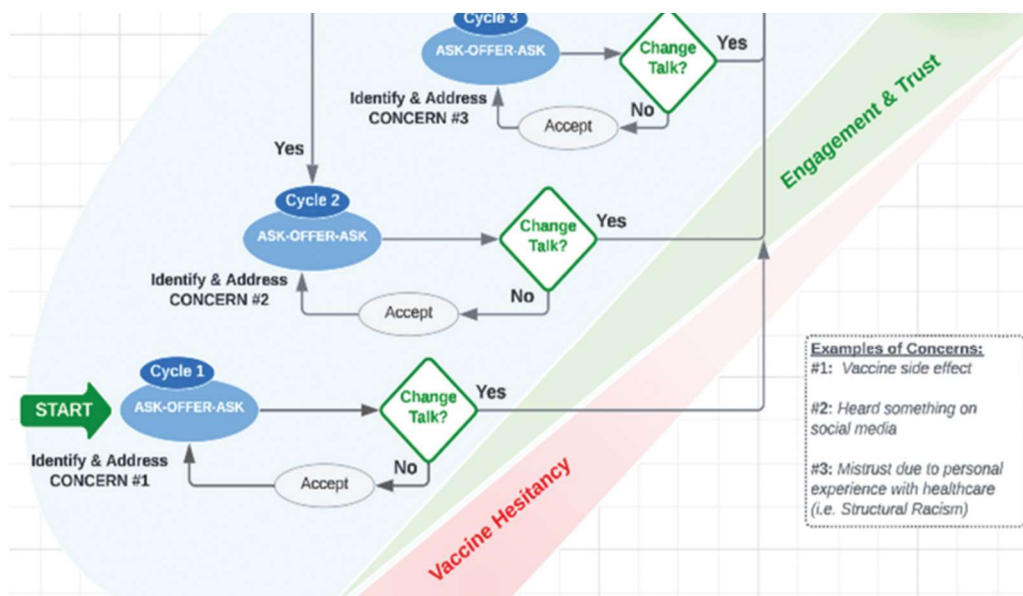 Cycle 3
ASK-OFFER-ASK
Change
Talk?
Yes
Identify & Address
CONCERN #3
No
Accept
Engagement & Trust
Yes
Cycle 2
ASK-OFFER-ASK
Change
Talk?
Yes
Identify & Address
CONCERN #2
No
Accept
Cycle 1
START
ASK-OFFER-ASK
Change
Talk?
Yes
Identify & Address
CONCERN #1
No
Accept
Vaccine Hesitancy
Examples of Concerns:
#1: Vaccine side effect
#2: Heard something on
social media
#3: Mistrust due to personal
experience with healthcare
(i.e. Structural Racism)